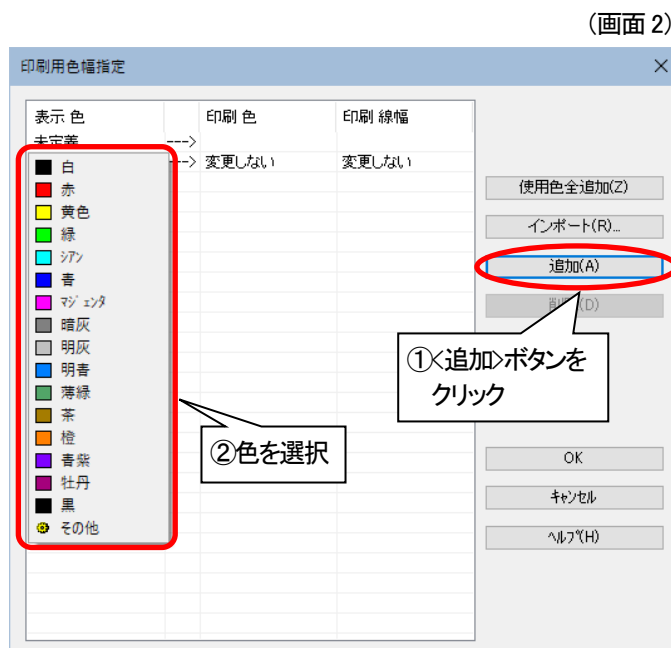 (画面 2)
印刷用色幅指定
表示 色 印刷 色 印刷 線幅
未定義 --->
--> 変更しない 変更しない
白
赤
黄色
緑
シアン
青
マジェンタ
暗灰
明灰
明青
薄緑
茶
橙
青紫
牡丹
黒
その他
使用色全追加(Z)
インポート(R)...
追加(A)
(D)
①<追加>ボタンを
クリック
②色を選択
OK
キャンセル
ヘルプ(H)